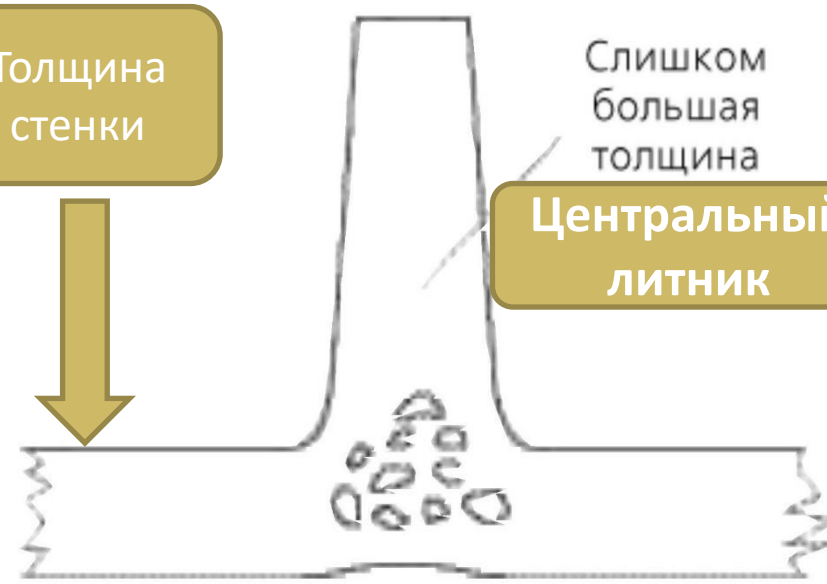 Толщина
стенки
Слишком
большая
толщина
Центральный
литник